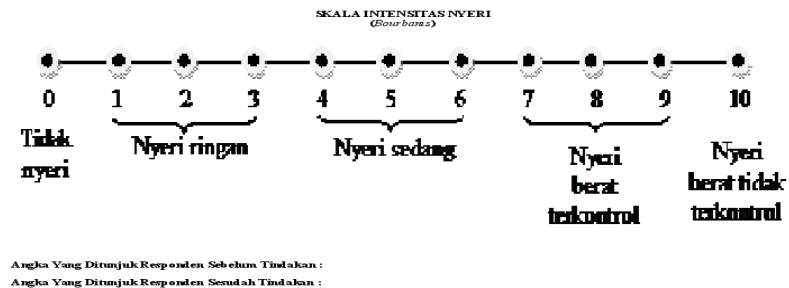 SKALA INTENSITAS NYERI
(Bourbanis)
0 1 2 3 4 5 6 7 8 9 10
Tidak nyeri
Nyeri ringan
Nyeri sedang
Nyeri berat terkontrol
Nyeri berat tidak terkontrol
Angka Yang Ditunjuk Responden Sebelum Tindakan :
Angka Yang Ditunjuk Responden Sesudah Tindakan :